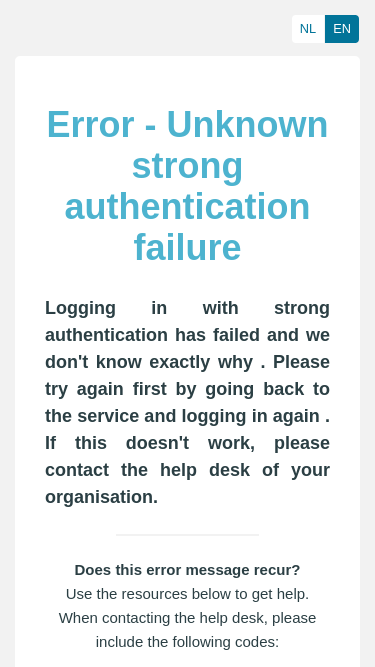 NL EN
Error - Unknown
strong
authentication
failure
Logging in with strong
authentication has failed and we
don't know exactly why . Please
try again first by going back to
the service and logging in again .
If this doesn't work, please
contact the help desk of your
organisation.
Does this error message recur?
Use the resources below to get help.
When contacting the help desk, please
include the following codes: